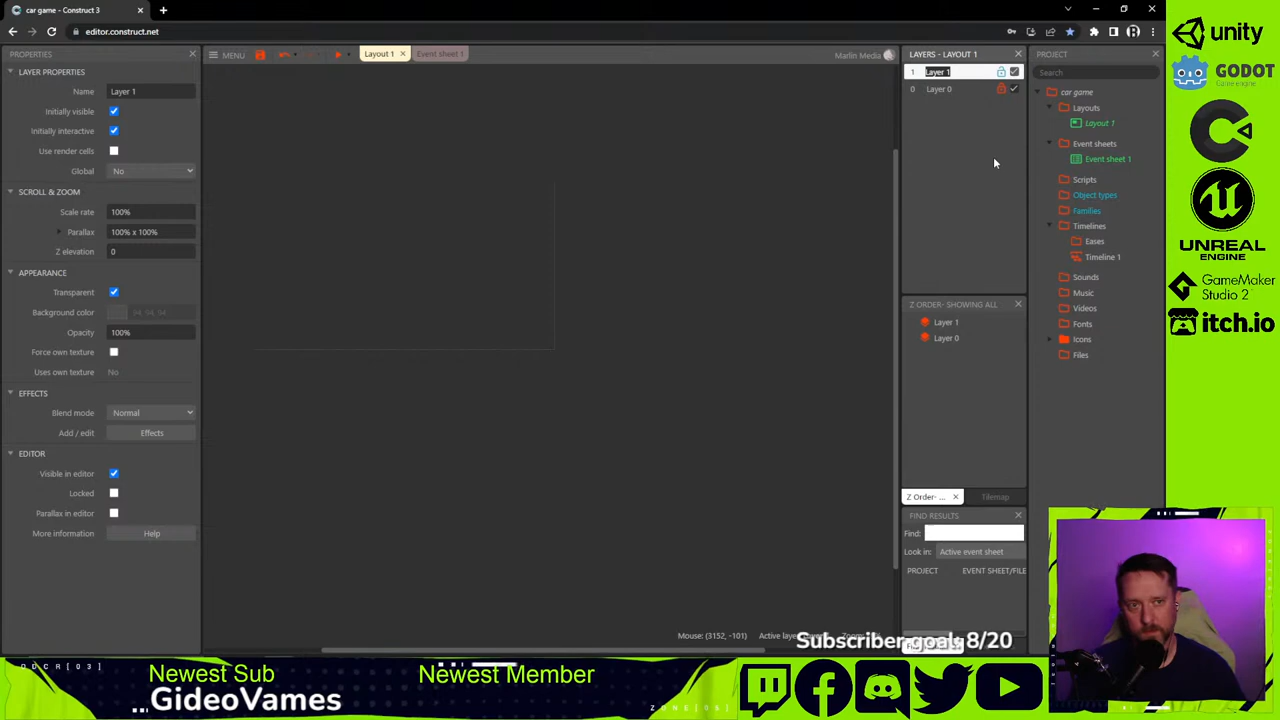 car game - Construct 3
editor.construct.net
PROPERTIES
LAYER PROPERTIES
Name Layer 1
Initially visible
Initially interactive
Use render cells
Global No
SCROLL & ZOOM
Scale rate 100%
Parallax 100% x 100%
Z elevation 0
APPEARANCE
Transparent
Background color 94, 94, 94
Opacity 100%
Force own texture
Uses own texture No
EFFECTS
Blend mode Normal
Add / edit Effects
EDITOR
Visible in editor
Locked
Parallax in editor
More information Help
MENU
Layout 1
Event sheet 1
Marlin Media
Mouse: (3152, -101)
LAYERS - LAYOUT 1
1 Layer 1
0 Layer 0
Z ORDER- SHOWING ALL
Layer 1
Layer 0
Z Order- ...
Tilemap
FIND RESULTS
Find:
Look in: Active event sheet
PROJECT EVENT SHEET/FILE
PROJECT
Search
car game
Layouts
Layout 1
Event sheets
Event sheet 1
Scripts
Object types
Families
Timelines
Eases
Timeline 1
Sounds
Music
Videos
Fonts
Icons
Files
unity
GODOT
Game engine
UNREAL
ENGINE
GameMaker
Studio 2
itch.io
Subscriber goal: 8/20
Newest Sub
GideoVames
Newest Member